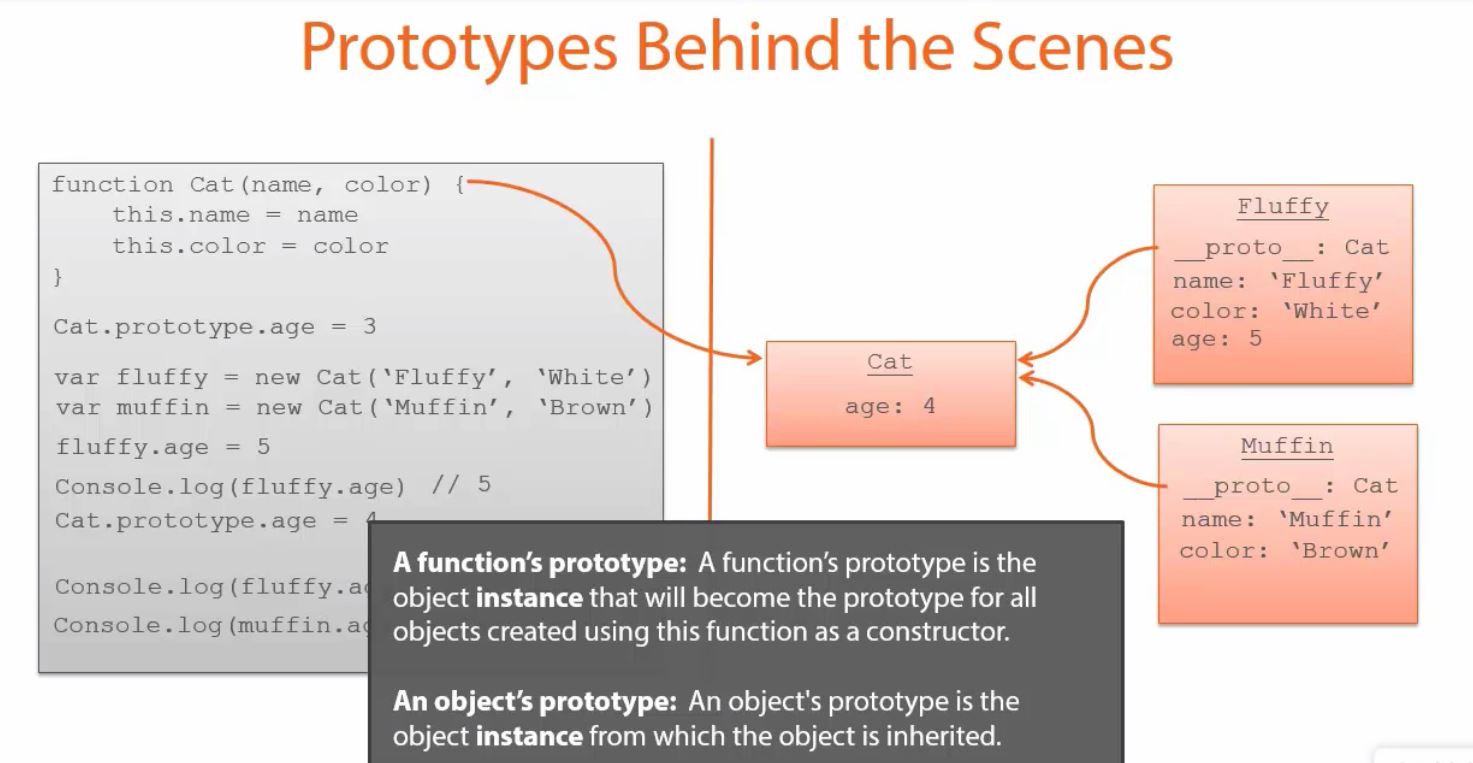 Prototypes Behind the Scenes
function Cat(name, color) {
this.name = name
this.color = color
}
Cat.prototype.age = 3
var fluffy = new Cat(‘Fluffy’, ‘White’)
var muffin = new Cat(‘Muffin’, ‘Brown’)
fluffy.age = 5
Console.log(fluffy.age) // 5
Cat.prototype.age = 4
Console.log(fluffy.a
Console.log(muffin.a
Cat
age: 4
Fluffy
__proto__: Cat
name: ‘Fluffy’
color: ‘White’
age: 5
Muffin
__proto__: Cat
name: ‘Muffin’
color: ‘Brown’
A function’s prototype: A function’s prototype is the
object instance that will become the prototype for all
objects created using this function as a constructor.
An object’s prototype: An object's prototype is the
object instance from which the object is inherited.